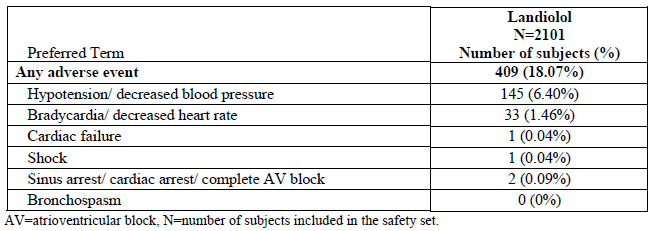 Landiolol
N=2101
Preferred Term Number of subjects (%)
Any adverse event 409 (18.07%)
Hypotension/ decreased blood pressure 145 (6.40%)
Bradycardia/ decreased heart rate 33 (1.46%)
Cardiac failure 1 (0.04%)
Shock 1 (0.04%)
Sinus arrest/ cardiac arrest/ complete AV block 2 (0.09%)
Bronchospasm 0 (0%)
AV=atrioventricular block, N=number of subjects included in the safety set.